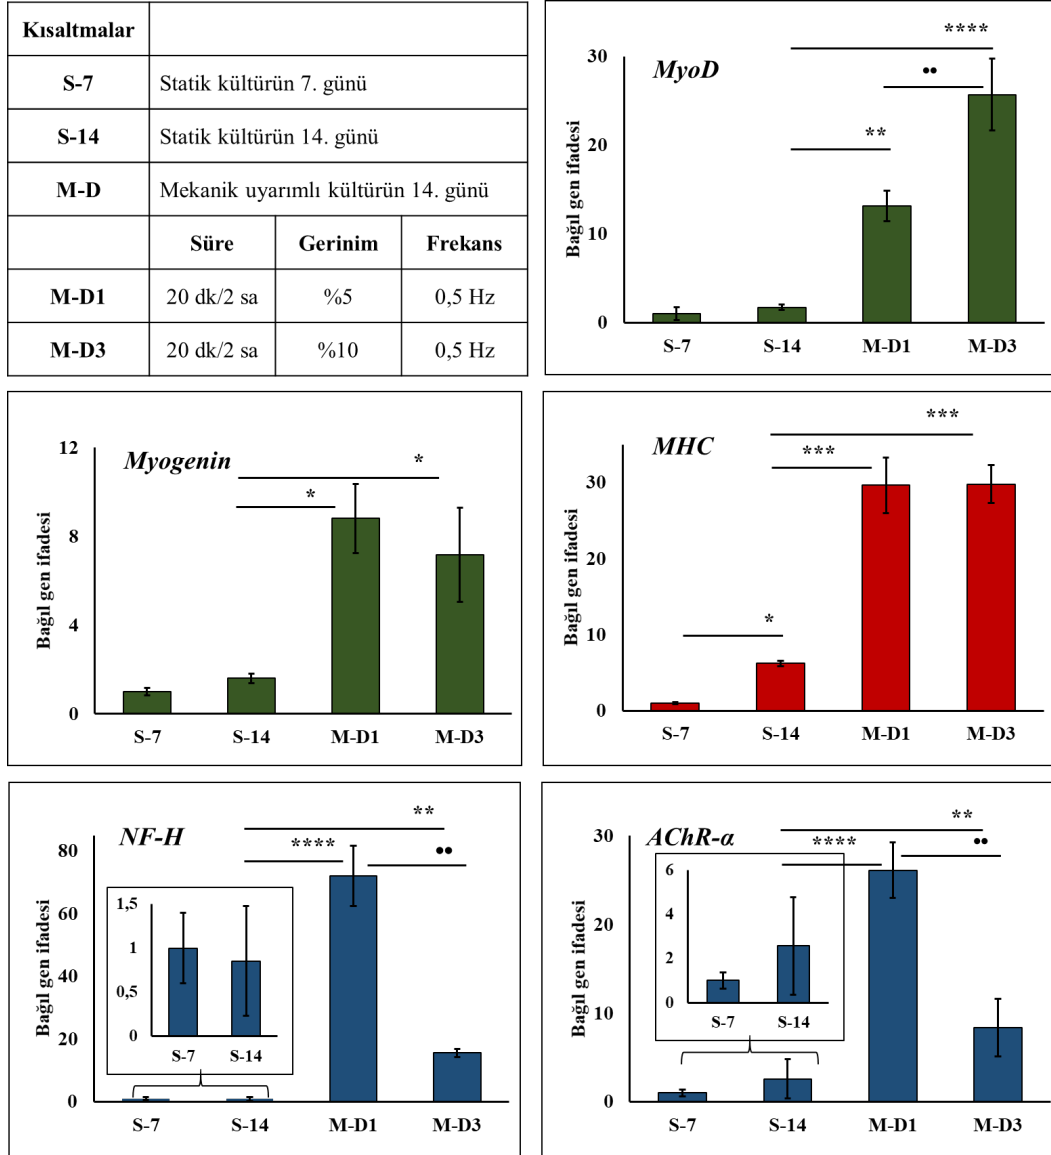 Kısaltmalar
S-7 Statik kültürün 7. günü
S-14 Statik kültürün 14. günü
M-D Mekanik uyarımlı kültürün 14. günü
Süre Gerinim Frekans
M-D1 20 dk/2 sa %5 0,5 Hz
M-D3 20 dk/2 sa %10 0,5 Hz
MyoD
Bağıl gen ifadesi
30
20
10
0
**
••
****
S-7 S-14 M-D1 M-D3
Myogenin
Bağıl gen ifadesi
12
8
4
0
*
*
S-7 S-14 M-D1 M-D3
MHC
Bağıl gen ifadesi
30
20
10
0
*
***
***
S-7 S-14 M-D1 M-D3
NF-H
Bağıl gen ifadesi
80
60
40
20
0
**
****
••
1,5
1
0,5
0
S-7 S-14
S-7 S-14 M-D1 M-D3
AChR-α
Bağıl gen ifadesi
30
20
10
0
**
****
••
6
4
2
0
S-7 S-14
S-7 S-14 M-D1 M-D3